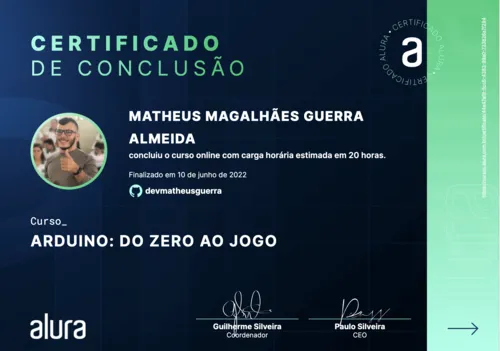 CERTIFICADO
DE CONCLUSÃO
ALURA • CERTIFICADO • ALURA • CERTIFICADO
a
MATHEUS MAGALHÃES GUERRA
ALMEIDA
concluiu o curso online com carga horária estimada em 20 horas.
Finalizado em 10 de junho de 2022
devmatheusguerra
Curso_
ARDUINO: DO ZERO AO JOGO
Guilherme Silveira
Coordenador
Paulo Silveira
CEO
alura